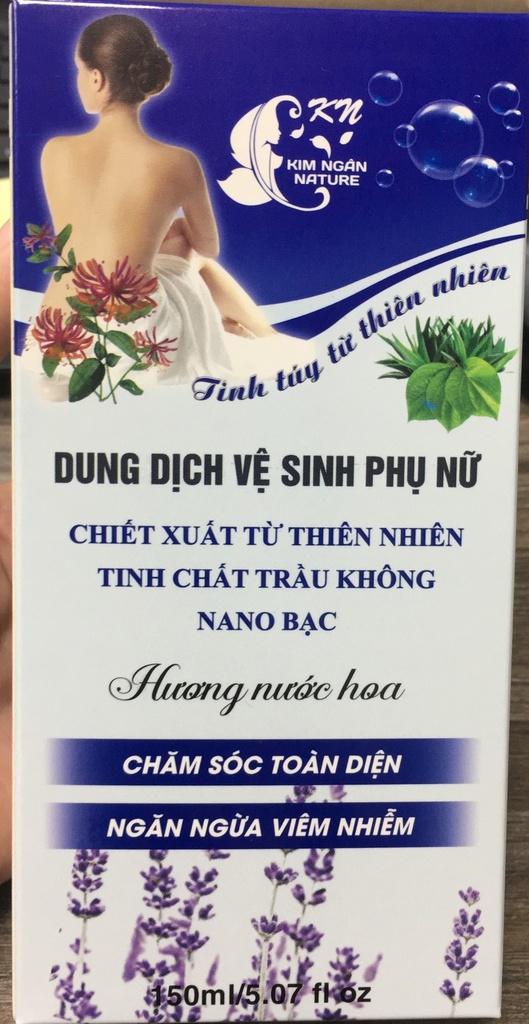 KN
KIM NGÂN
NATURE
Tinh túy từ thiên nhiên
DUNG DỊCH VỆ SINH PHỤ NỮ
CHIẾT XUẤT TỪ THIÊN NHIÊN
TINH CHẤT TRẦU KHÔNG
NANO BẠC
Hương nước hoa
CHĂM SÓC TOÀN DIỆN
NGĂN NGỪA VIÊM NHIỄM
150ml/5.07 fl oz